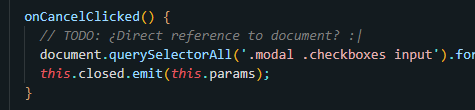 onCancelClicked() {
// TODO: ¿Direct reference to document? :|
document.querySelectorAll('.modal .checkboxes input').for
this.closed.emit(this.params);
}